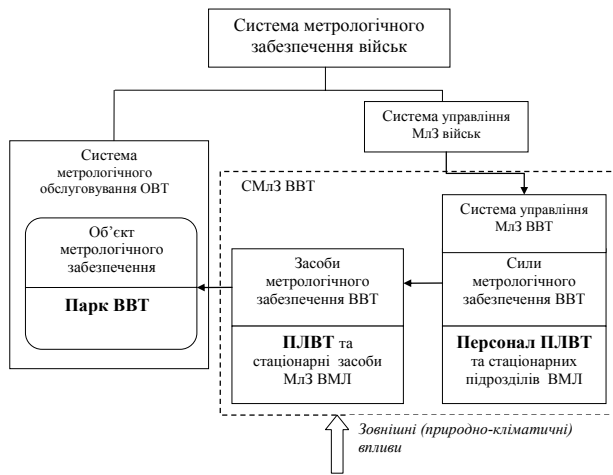 Система метрологічного
забезпечення військ
Система управління
МлЗ військ
Система
метрологічного
обслуговування ОВТ
СМлЗ ВВТ
Система управління
МлЗ ВВТ
Об’єкт
метрологічного
забезпечення
Парк ВВТ
Засоби
метрологічного
забезпечення ВВТ
Сили
метрологічного
забезпечення ВВТ
ПЛВТ та
стаціонарні засоби
МлЗ ВМЛ
Персонал ПЛВТ
та стаціонарних
підрозділів ВМЛ
Зовнішні (природно-кліматичні)
впливи